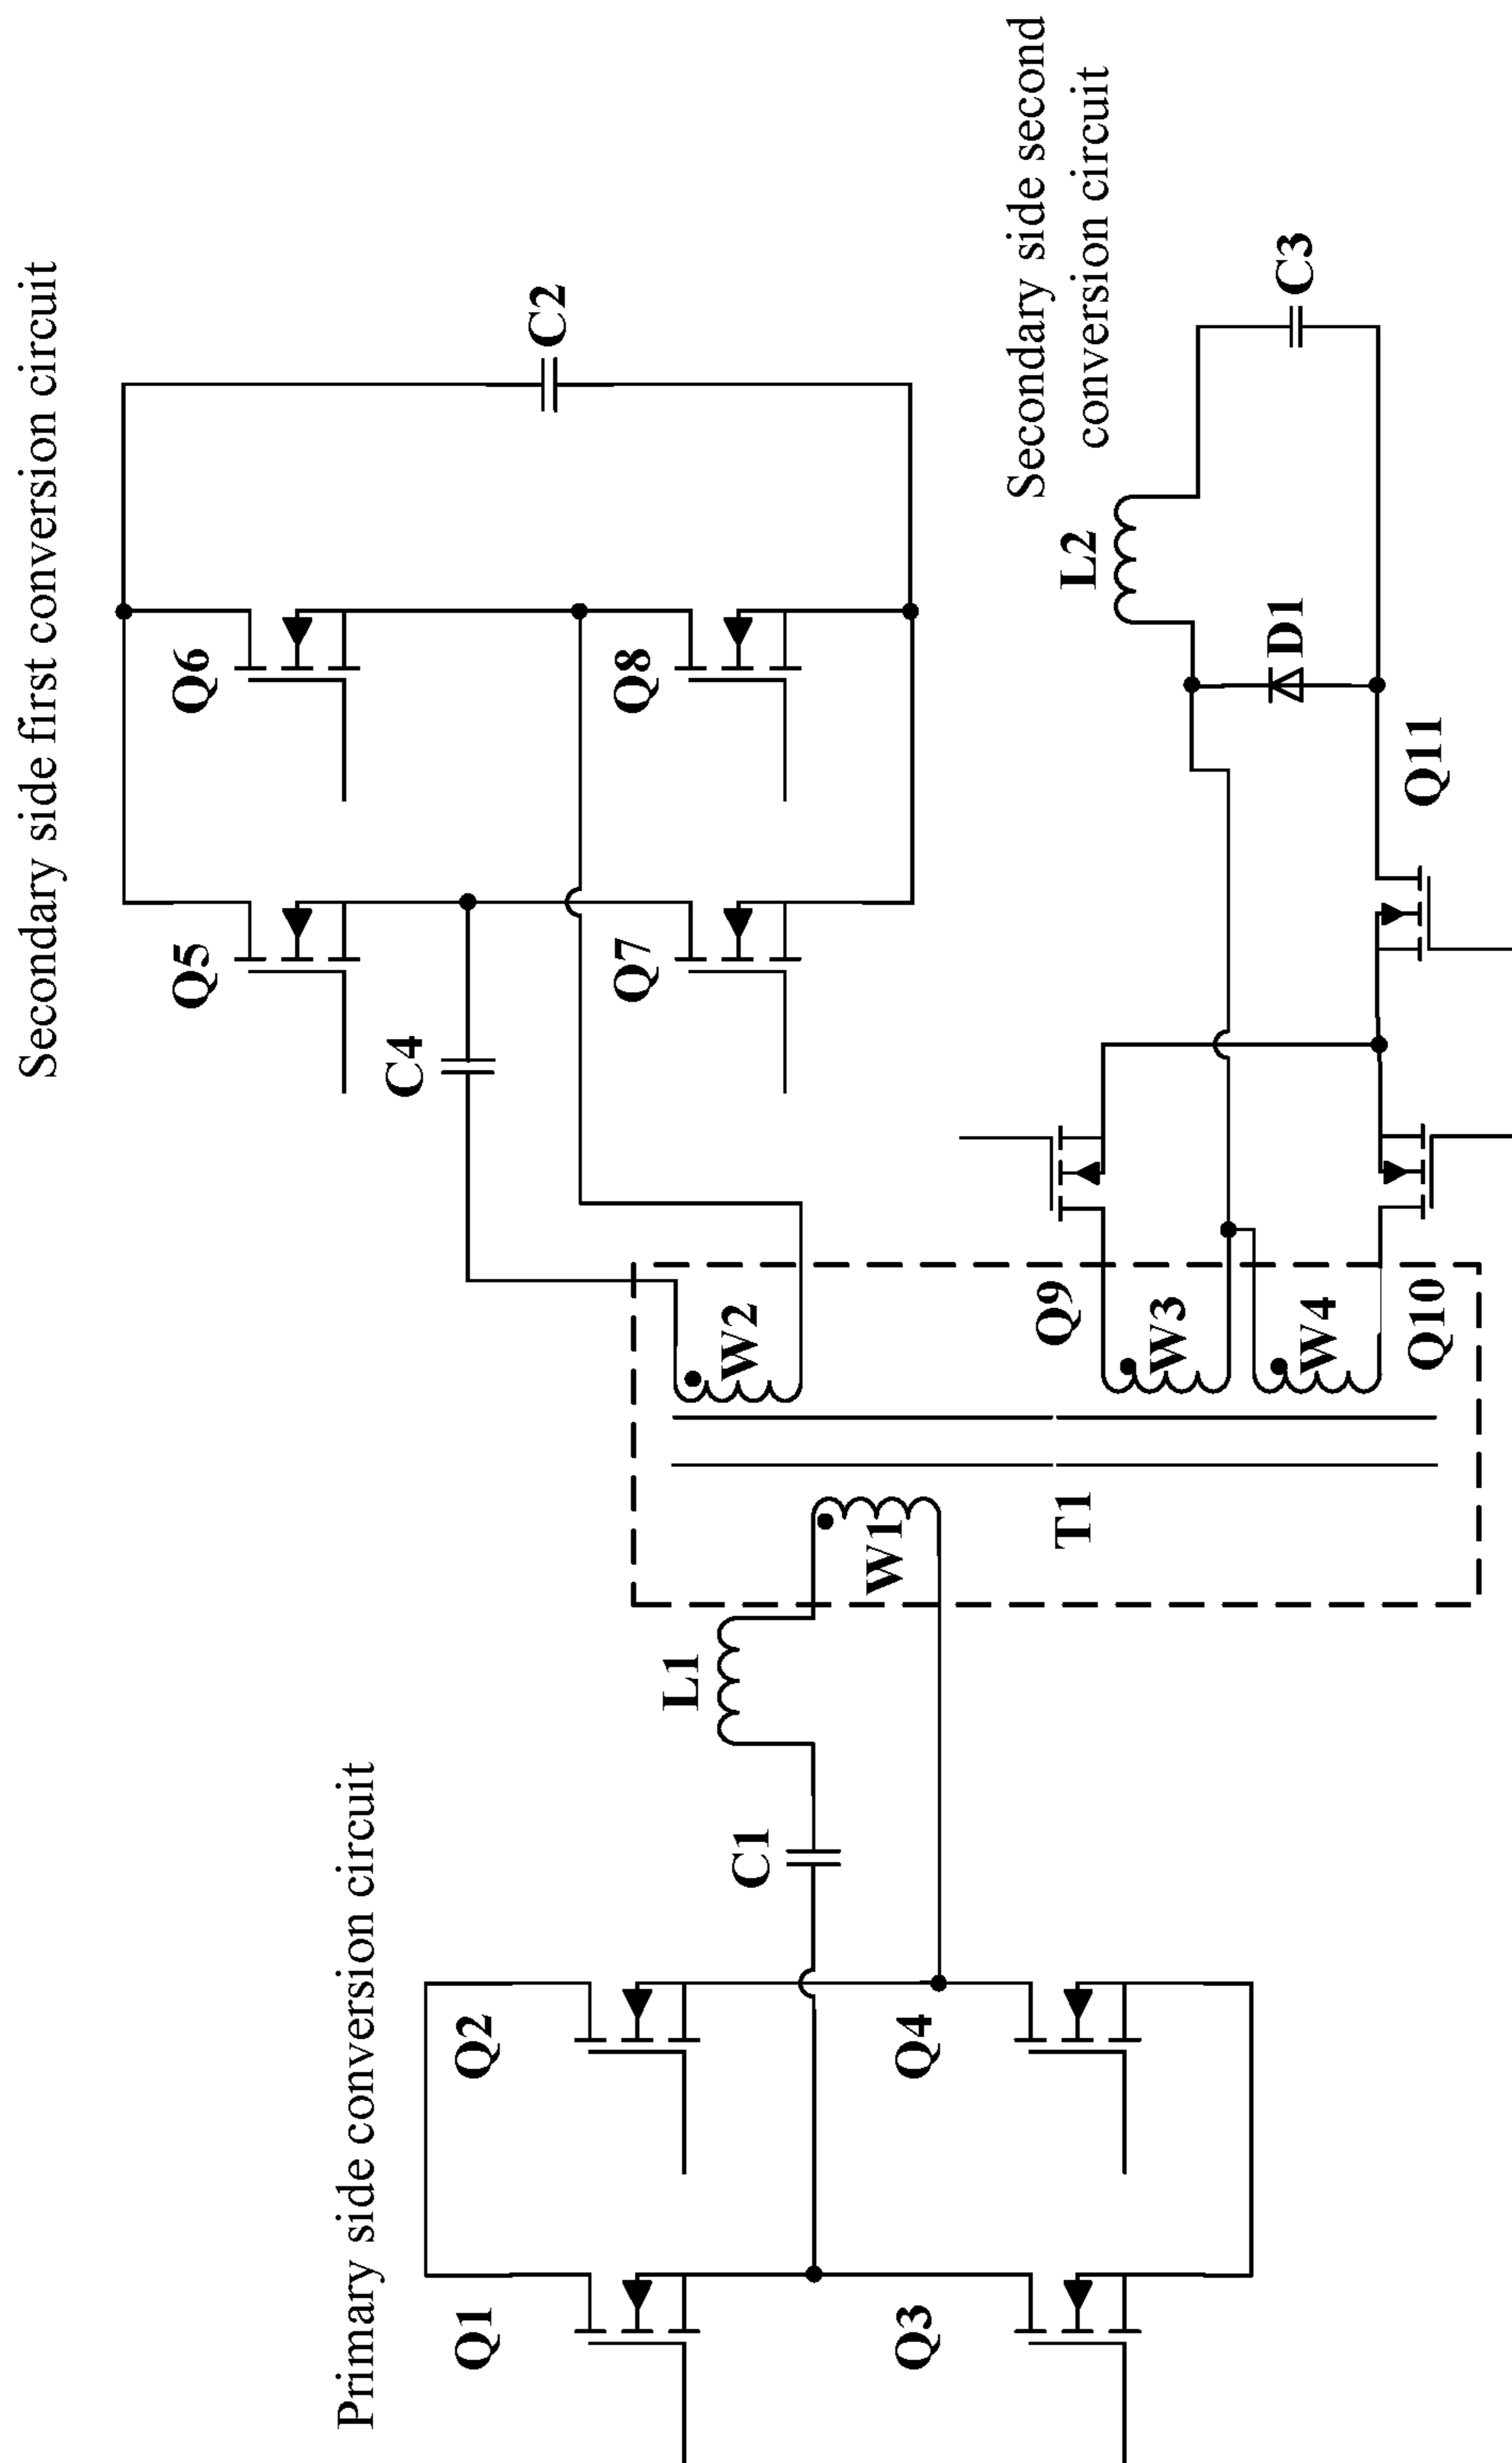 Secondary side first conversion circuit
Q5
Q6
C4
Q7
Q8
C2
Primary side conversion circuit
Q1
Q2
L1
C1
Q3
Q4
W2
W1
T1
Secondary side second
conversion circuit
Q9
W3
W4
Q10
L2
D1
C3
Q11